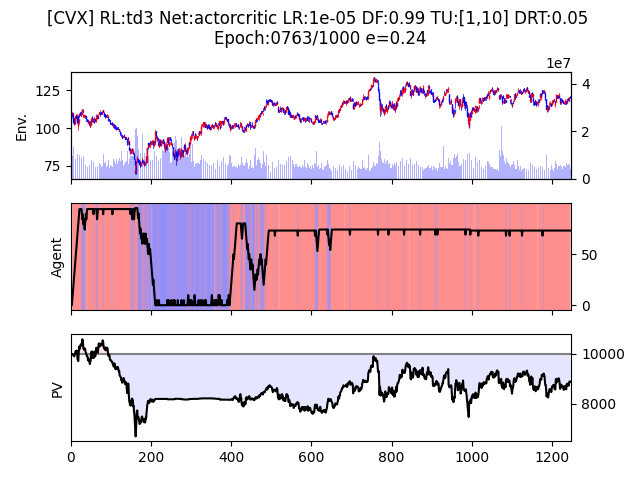 [CVX] RL:td3 Net:actorcritic LR:1e-05 DF:0.99 TU:[1,10] DRT:0.05
Epoch:0763/1000 e=0.24
1e7
125
100
75
Env.
4
2
0
Agent
50
0
PV
10000
8000
0 200 400 600 800 1000 1200